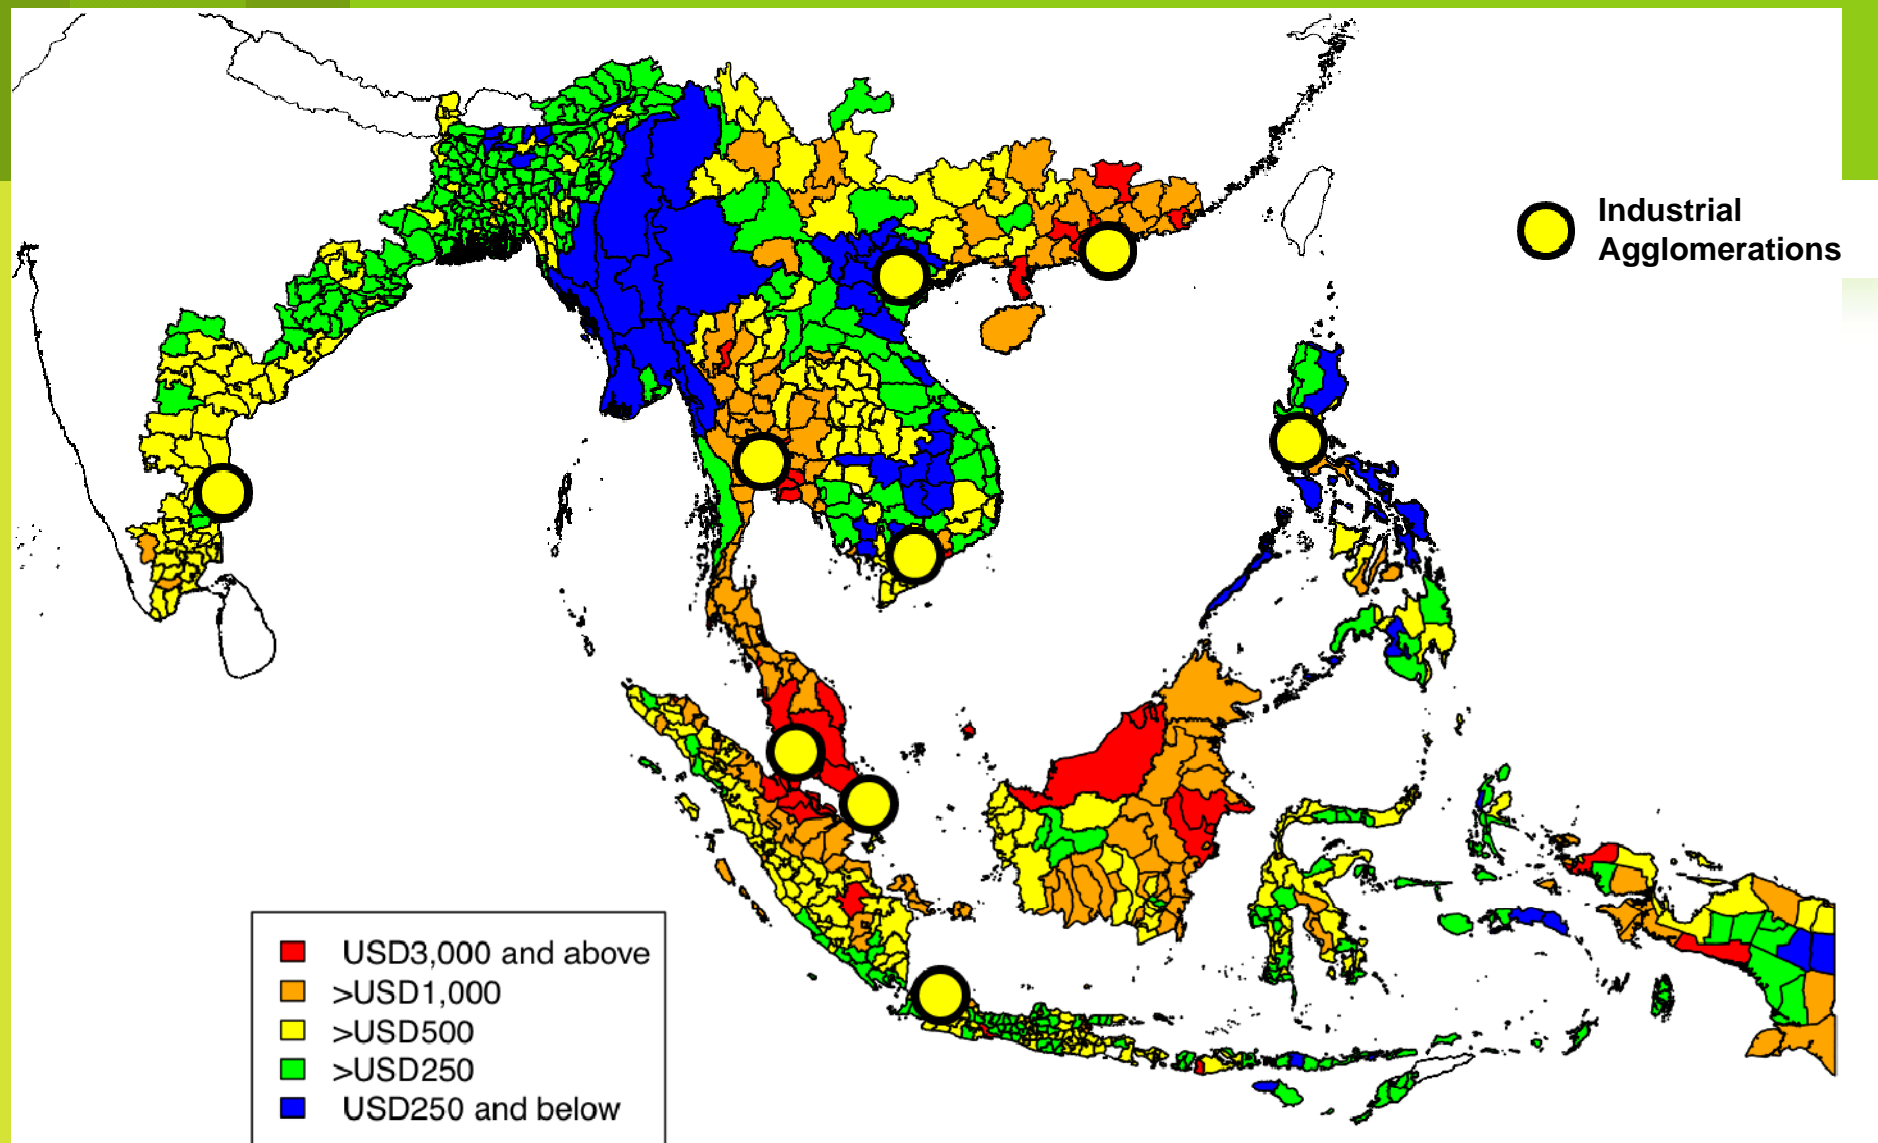 Industrial
Agglomerations
USD3,000 and above
>USD1,000
>USD500
>USD250
USD250 and below